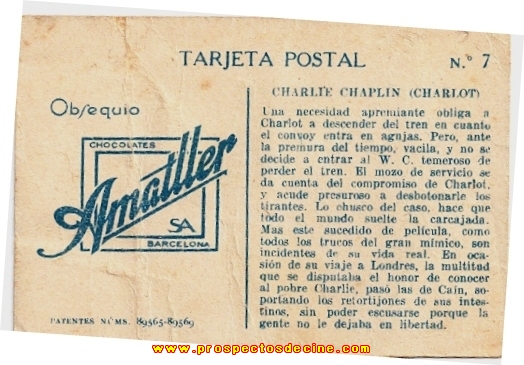 TARJETA POSTAL
N.º 7
Obsequio
CHOCOLATES
Amatller
SA
BARCELONA
PATENTES NÚMS. 89565-89569
CHARLIE CHAPLIN (CHARLOT)
Una necesidad apremiante obliga a
Charlot a descender del tren en cuanto
el convoy entra en agnjas. Pero, ante
la premura del tiempo, vacila, y no se
decide a entrar al W. C. temeroso de
perder el tren. El mozo de servicio se
da cuenta del compromiso de Charlot,
y acude presuroso a desbotonarle los
tirantes. Lo chusco del caso, hace que
todo el mundo suelte la carcajada.
Mas este sucedido de película, como
todos los trucos del gran mímico, son
incidentes de su vida real. En oca-
sión de su viaje a Londres, la multitud
que se disputaba el honor de conocer
al pobre Charlie, pasó las de Caín, so-
portando los retortijones de sus intes-
tinos, sin poder escusarse porque la
gente no le dejaba en libertad.
www.prospectosdecine.com